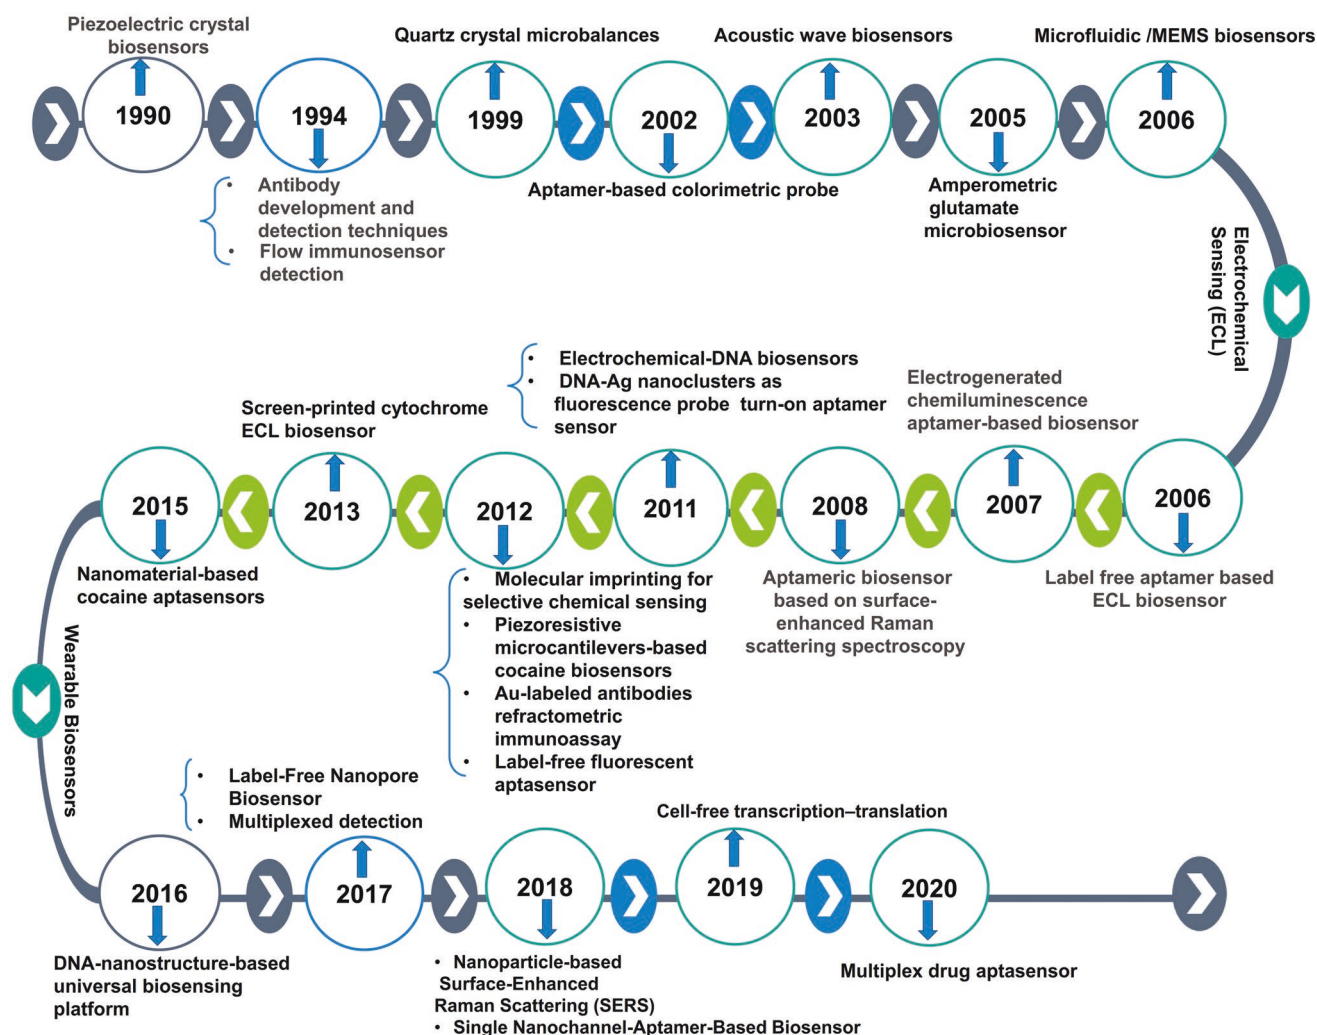 Piezoelectric crystal
biosensors
Quartz crystal microbalances
Acoustic wave biosensors
Microfluidic /MEMS biosensors
1990
1994
1999
2002
2003
2005
2006
• Antibody
development and
detection techniques
• Flow immunosensor
detection
Aptamer-based colorimetric probe
Amperometric
glutamate
microbiosensor
Electrochemical
Sensing (ECL)
Screen-printed cytochrome
ECL biosensor
• Electrochemical-DNA biosensors
• DNA-Ag nanoclusters as
fluorescence probe turn-on aptamer
sensor
Electrogenerated
chemiluminescence
aptamer-based biosensor
2015
2013
2012
2011
2008
2007
2006
Nanomaterial-based
cocaine aptasensors
• Molecular imprinting for
selective chemical sensing
• Piezoresistive
microcantilevers-based
cocaine biosensors
• Au-labeled antibodies
refractometric
immunoassay
• Label-free fluorescent
aptasensor
Aptameric biosensor
based on surface-
enhanced Raman
scattering spectroscopy
Label free aptamer based
ECL biosensor
Wearable Biosensors
• Label-Free Nanopore
Biosensor
• Multiplexed detection
Cell-free transcription–translation
2016
2017
2018
2019
2020
DNA-nanostructure-based
universal biosensing
platform
• Nanoparticle-based
Surface-Enhanced
Raman Scattering (SERS)
• Single Nanochannel-Aptamer-Based Biosensor
Multiplex drug aptasensor